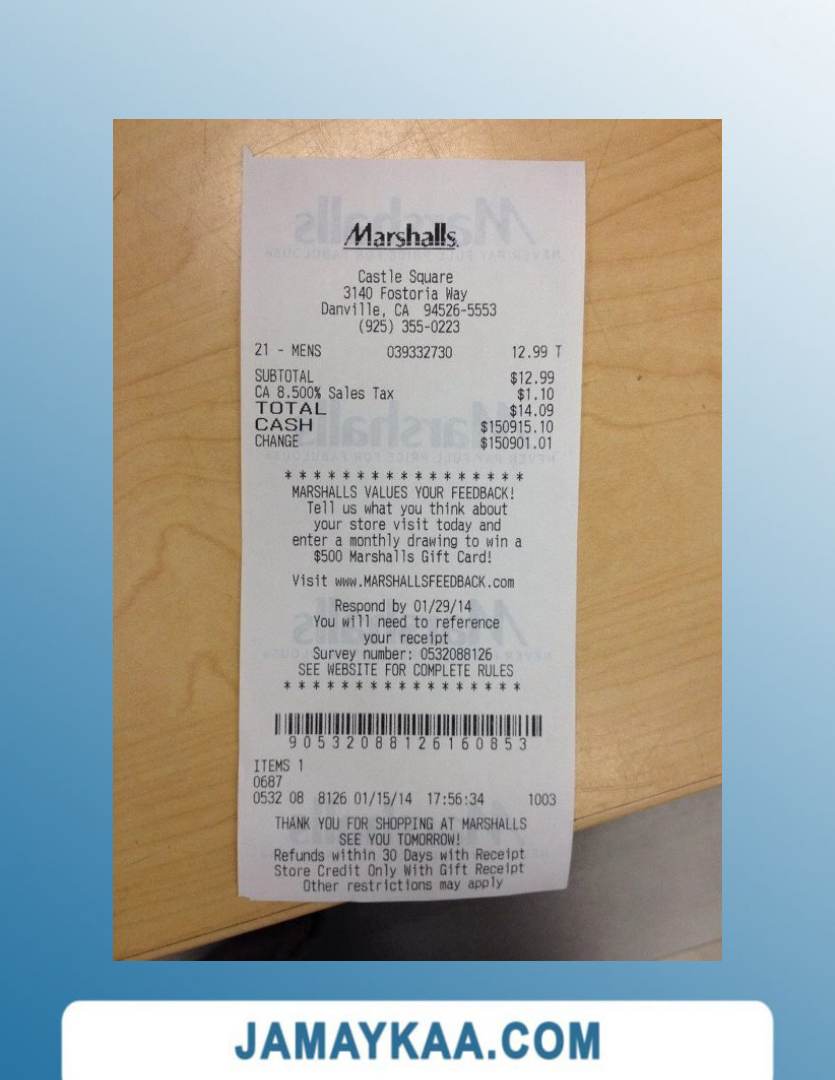 Marshalls.
Castle Square
3140 Fostoria Way
Danville, CA 94526-5553
(925) 355-0223
21 - MENS 039332730 12.99 T
SUBTOTAL $12.99
CA 8.500% Sales Tax $1.10
TOTAL $14.09
CASH $150915.10
CHANGE $150901.01
* * * * * * * * * * * * * * * * *
MARSHALLS VALUES YOUR FEEDBACK!
Tell us what you think about
your store visit today and
enter a monthly drawing to win a
$500 Marshalls Gift Card!
Visit www.MARSHALLSFEEDBACK.com
Respond by 01/29/14
You will need to reference
your receipt
Survey number: 0532088126
SEE WEBSITE FOR COMPLETE RULES
* * * * * * * * * * * * * * * * *
90532088126160853
ITEMS 1
0687
0532 08 8126 01/15/14 17:56:34 1003
THANK YOU FOR SHOPPING AT MARSHALLS
SEE YOU TOMORROW!
Refunds within 30 Days with Receipt
Store Credit Only With Gift Receipt
Other restrictions may apply
JAMAYKAA.COM